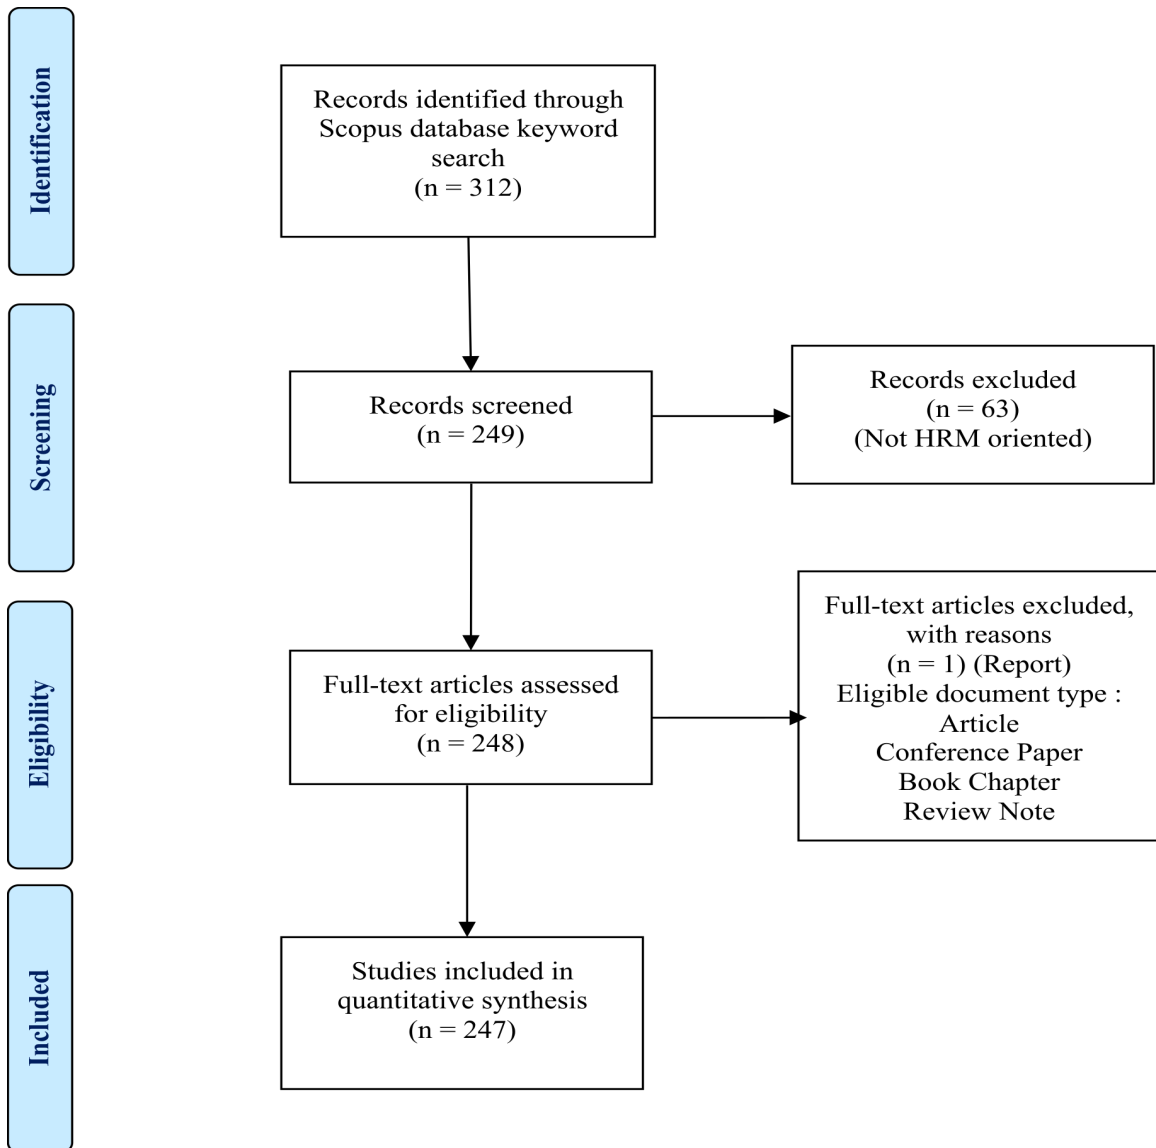 Identification
Records identified through
Scopus database keyword
search
(n = 312)
Screening
Records screened
(n = 249)
Records excluded
(n = 63)
(Not HRM oriented)
Eligibility
Full-text articles assessed
for eligibility
(n = 248)
Full-text articles excluded,
with reasons
(n = 1) (Report)
Eligible document type :
Article
Conference Paper
Book Chapter
Review Note
Included
Studies included in
quantitative synthesis
(n = 247)